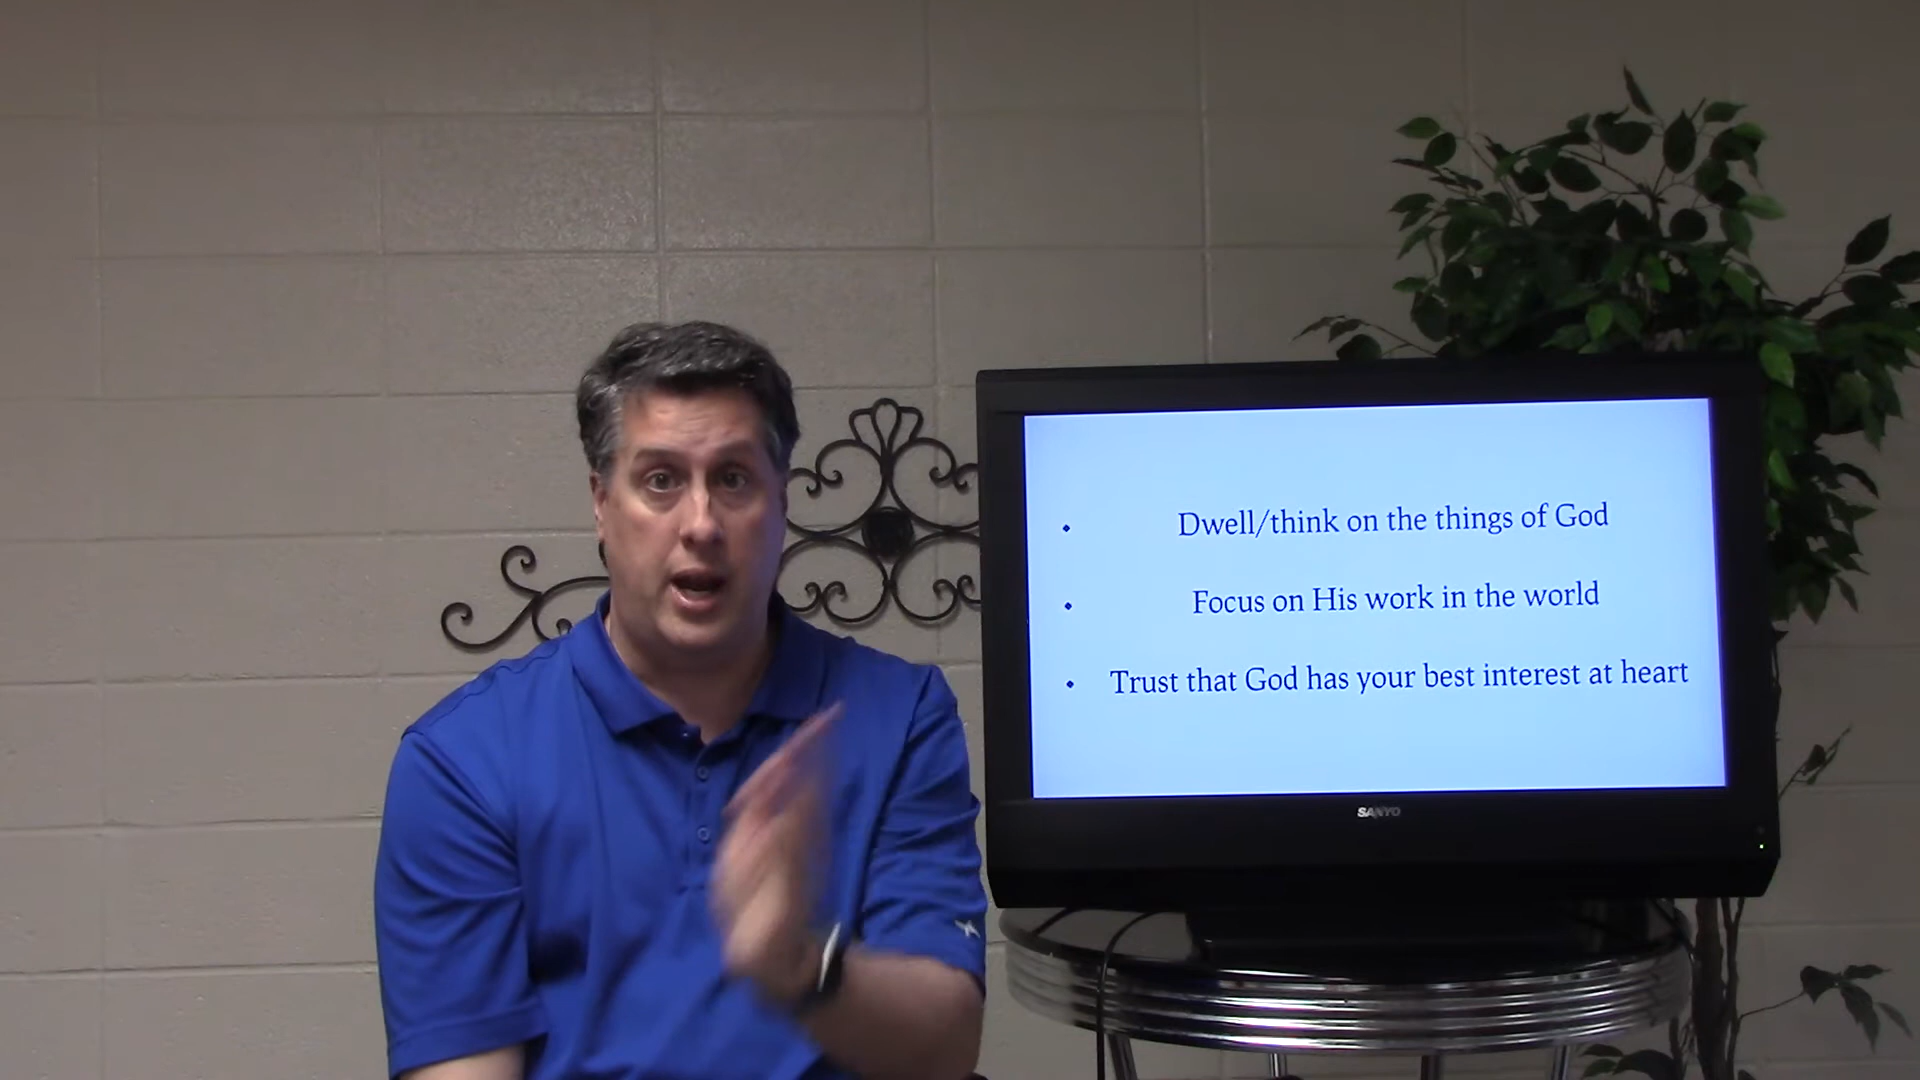 • Dwell/think on the things of God
• Focus on His work in the world
• Trust that God has your best interest at heart
SANYO